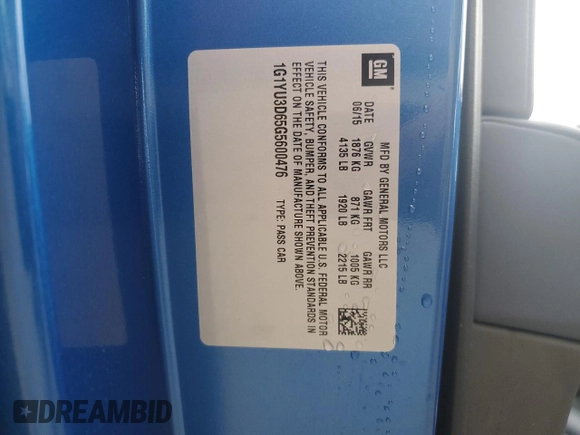 GM
MFD BY GENERAL MOTORS LLC
DATE GVWR GAWR FRT GAWR RR
06/15 1876 KG 871 KG 1005 KG
4135 LB 1920 LB 2215 LB
THIS VEHICLE CONFORMS TO ALL APPLICABLE U.S. FEDERAL MOTOR
VEHICLE SAFETY, BUMPER, AND THEFT PREVENTION STANDARDS IN
EFFECT ON THE DATE OF MANUFACTURE SHOWN ABOVE.
1G1YU3D65G5600476 TYPE: PASS CAR
DREAMBID